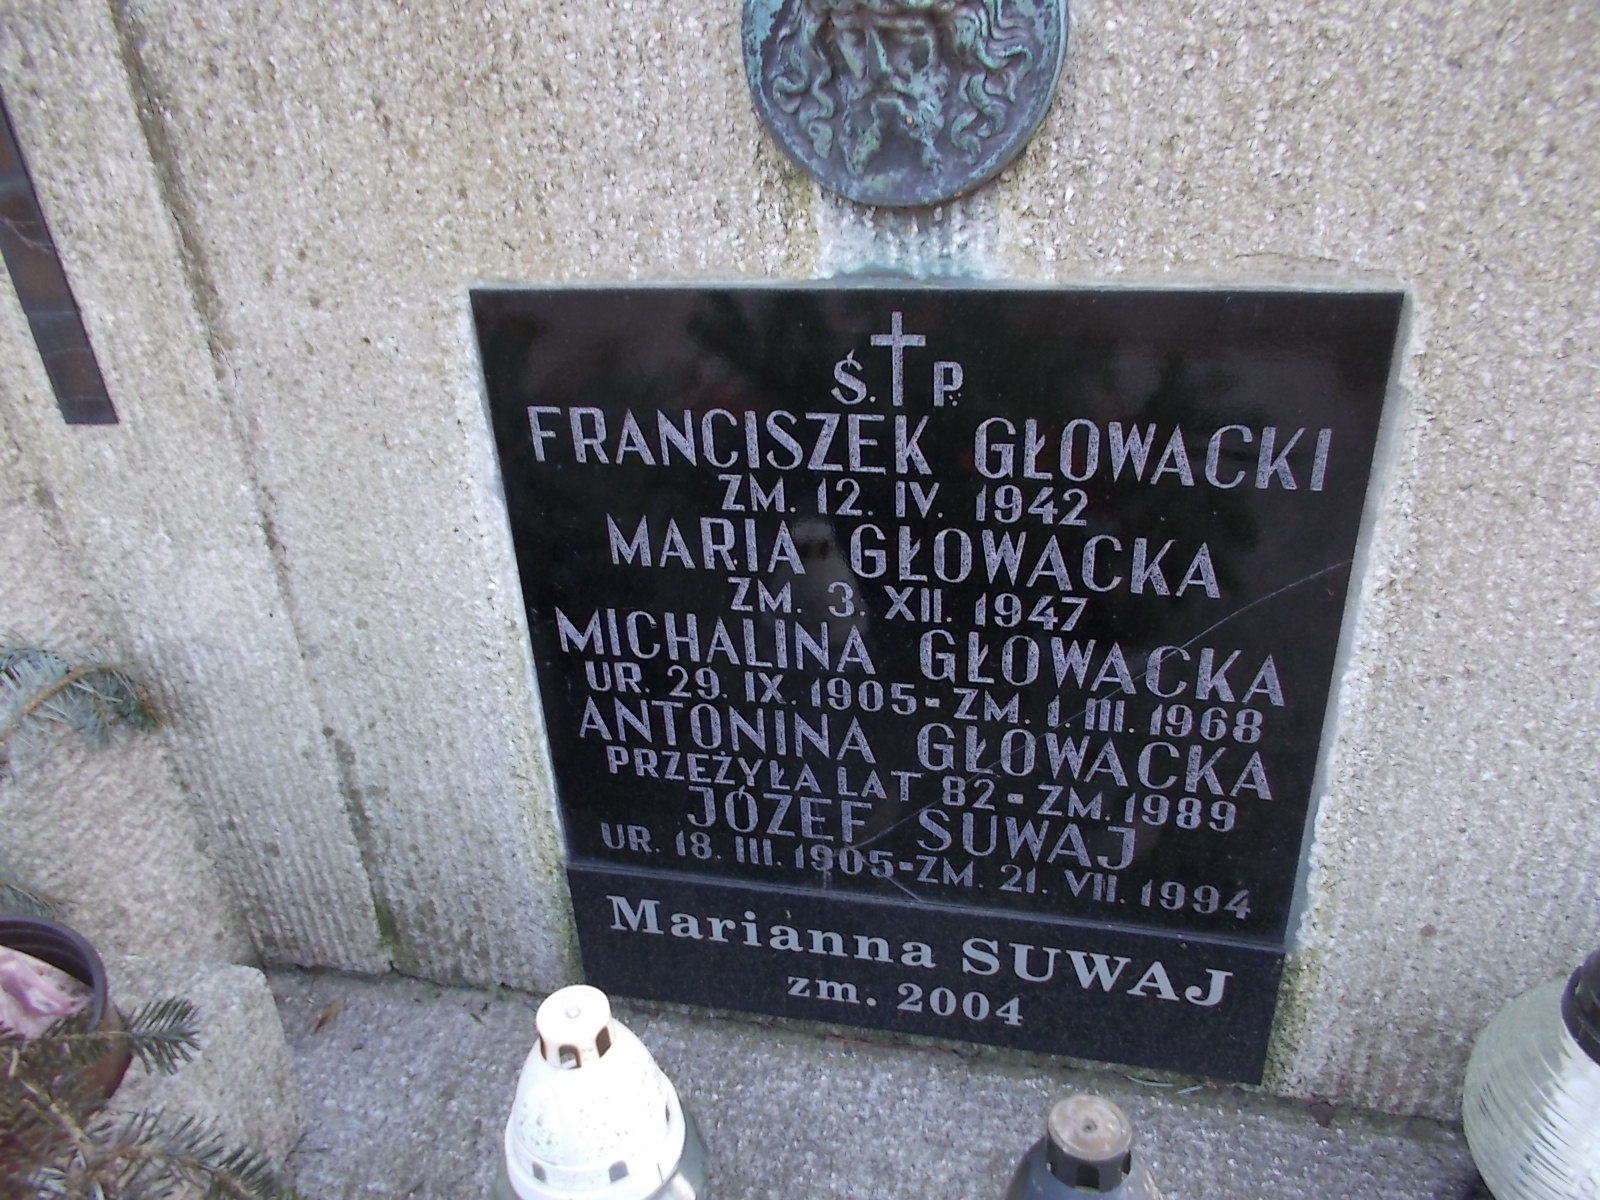 Ś. P.
FRANCISZEK GŁOWACKI
ZM. 12. IV. 1942
MARIA GŁOWACKA
ZM. 3. XII. 1947
MICHALINA GŁOWACKA
UR. 29. IX. 1905 - ZM. 1. III. 1968
ANTONINA GŁOWACKA
PRZEŻYŁA LAT 82 - ZM. 1989
JÓZEF SUWAJ
UR. 18. III. 1905 - ZM. 21. VII. 1994
Marianna SUWAJ
zm. 2004